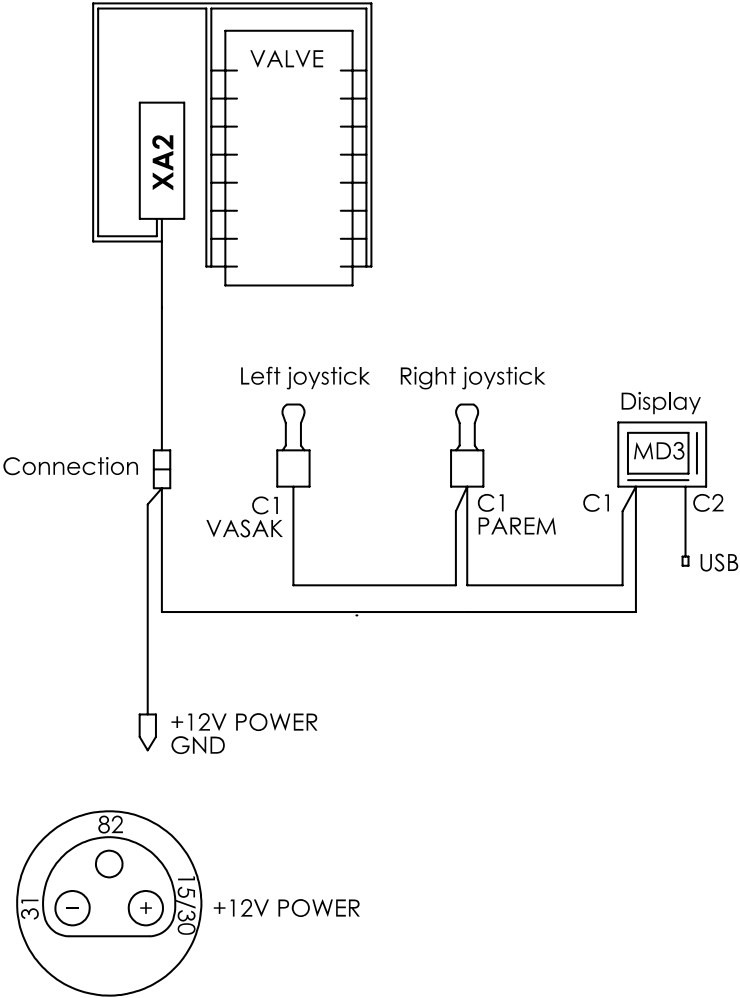 VALVE
XA2
Left joystick
Right joystick
Display
MD3
Connection
C1
VASAK
C1
PAREM
C1
C2
USB
+12V POWER
GND
82
31
-
+
15/30
+12V POWER